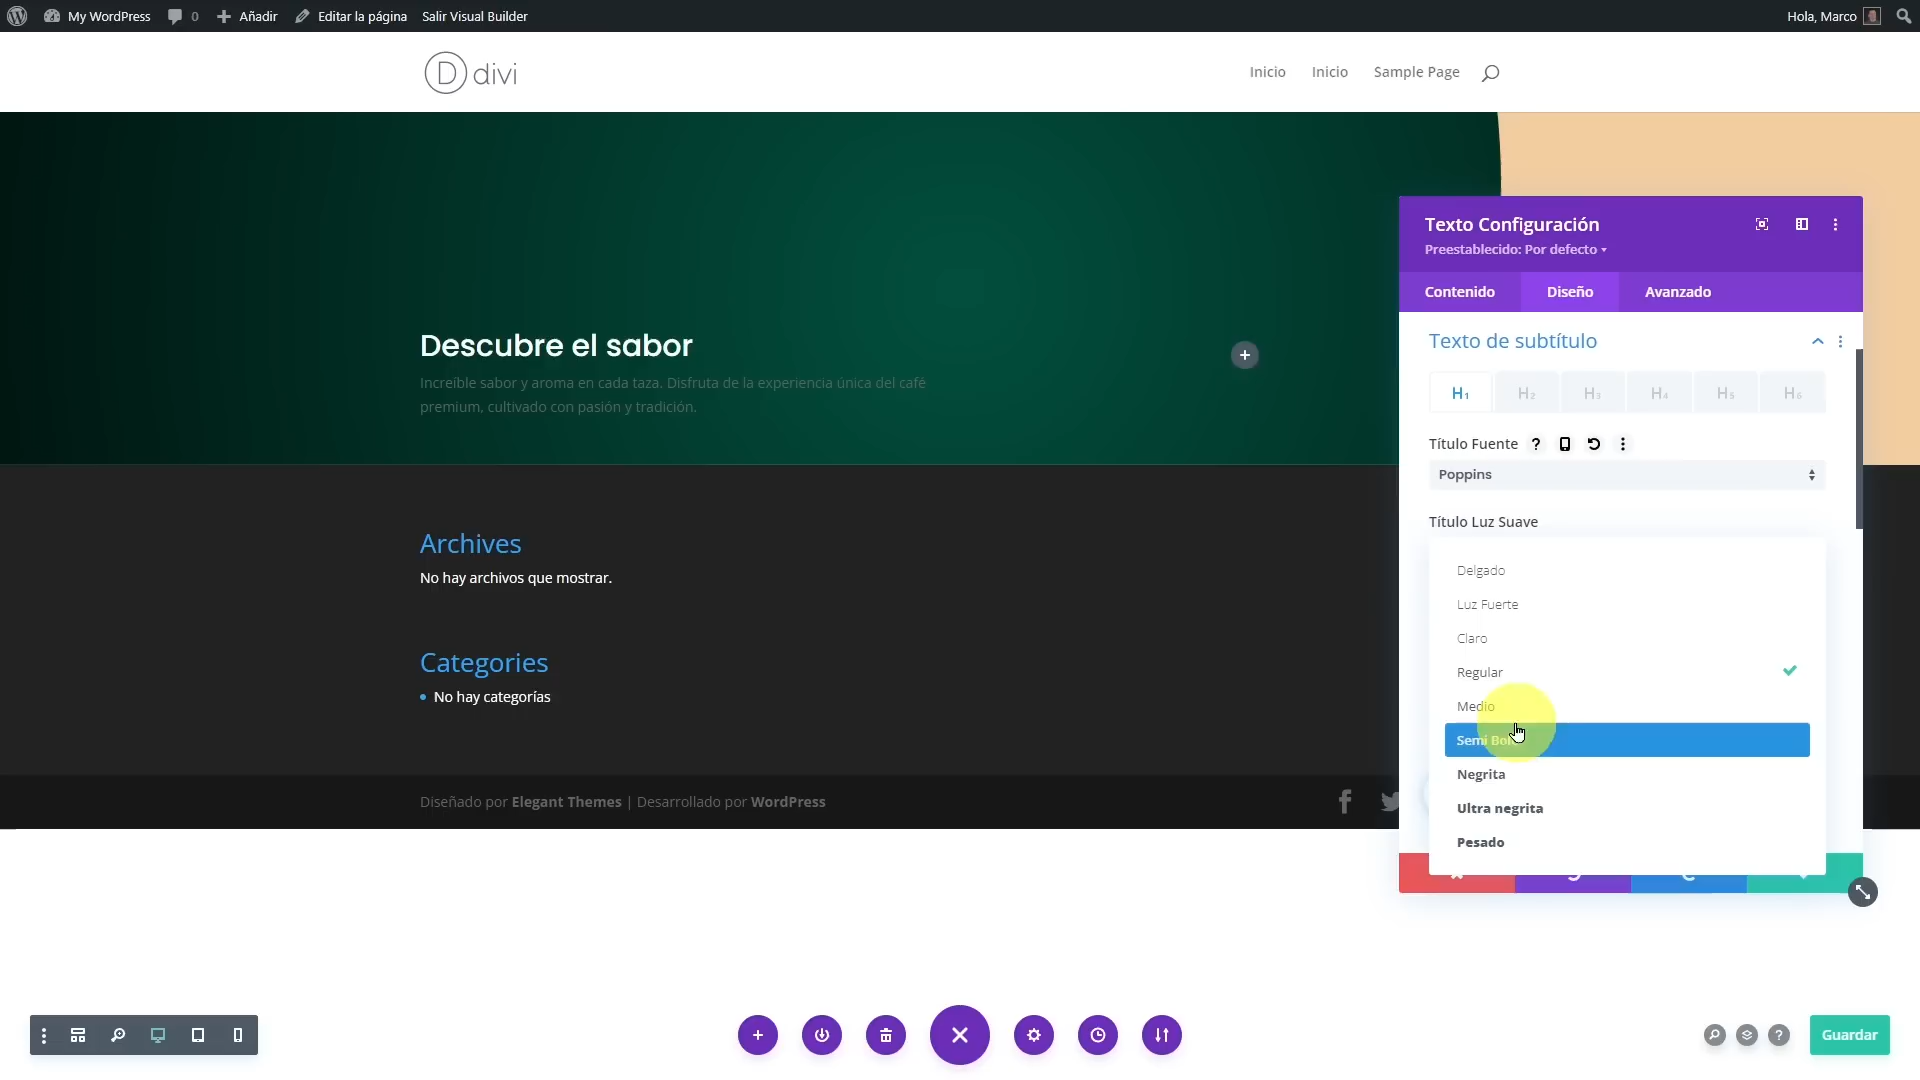 My WordPress 0 Añadir Editar la página Salir Visual Builder Hola, Marco
D divi Inicio Inicio Sample Page
Texto Configuración
Preestablecido: Por defecto
Contenido Diseño Avanzado
Texto de subtítulo
H1 H2 H3 H4 H5 H6
Título Fuente ?
Poppins
Título Luz Suave
Delgado
Luz Fuerte
Claro
Regular
Medio
Semi Bold
Negrita
Ultra negrita
Pesado
Descubre el sabor
Increíble sabor y aroma en cada taza. Disfruta de la experiencia única del café
premium, cultivado con pasión y tradición.
Archives
No hay archivos que mostrar.
Categories
No hay categorías
Diseñado por Elegant Themes | Desarrollado por WordPress
? Guardar